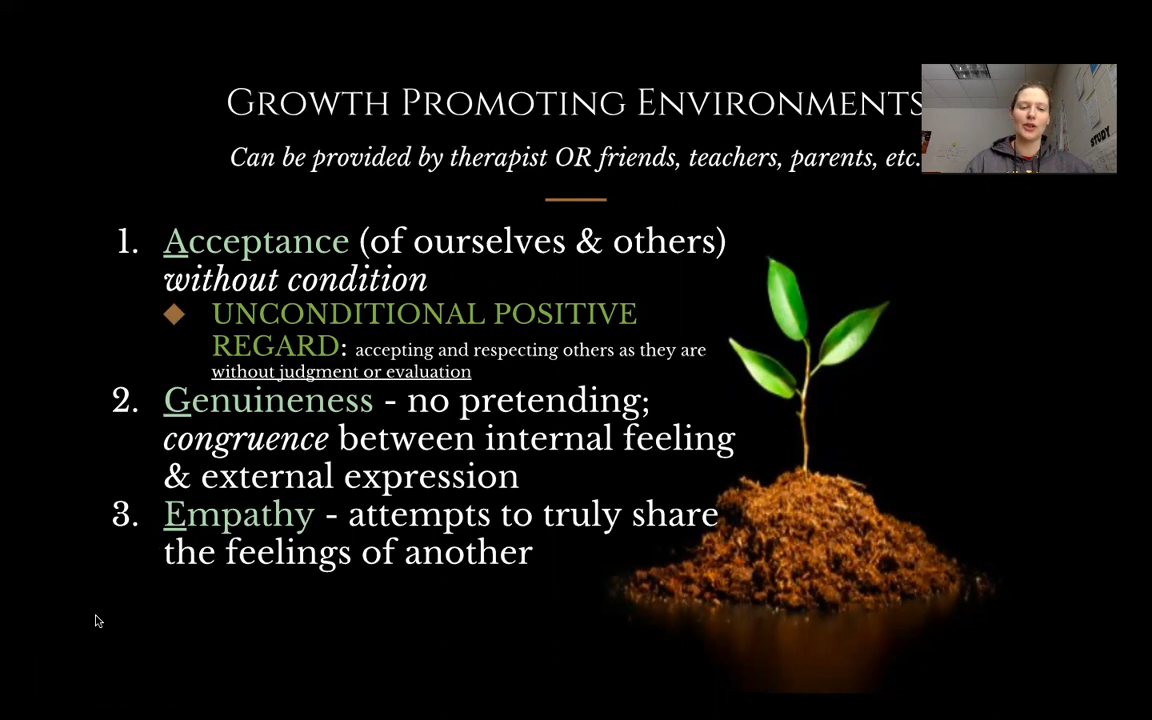 Growth Promoting Environments
Can be provided by therapist OR friends, teachers, parents, etc.
STUDY
1. Acceptance (of ourselves & others)
without condition
◆ UNCONDITIONAL POSITIVE
REGARD: accepting and respecting others as they are
without judgment or evaluation
2. Genuineness - no pretending;
congruence between internal feeling
& external expression
3. Empathy - attempts to truly share
the feelings of another